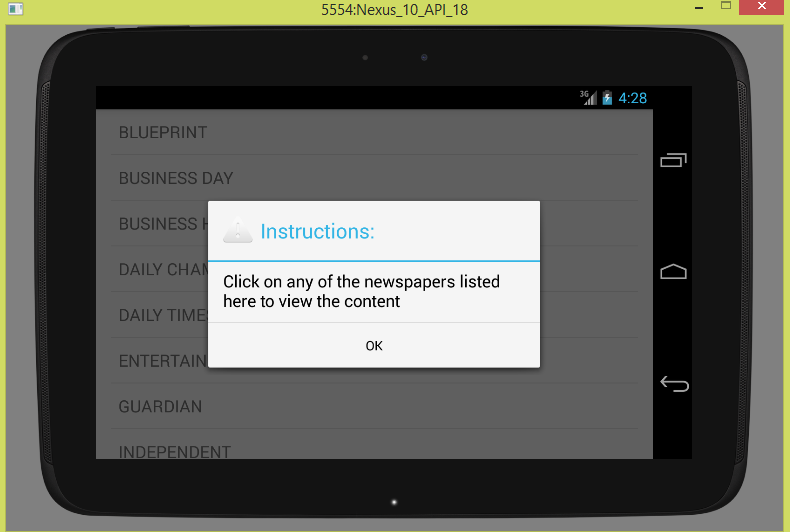 5554:Nexus_10_API_18
3G 4:28
BLUEPRINT
BUSINESS DAY
BUSINESS H
DAILY CHAM
DAILY TIMES
ENTERTAIN
GUARDIAN
INDEPENDENT
Instructions:
Click on any of the newspapers listed
here to view the content
OK